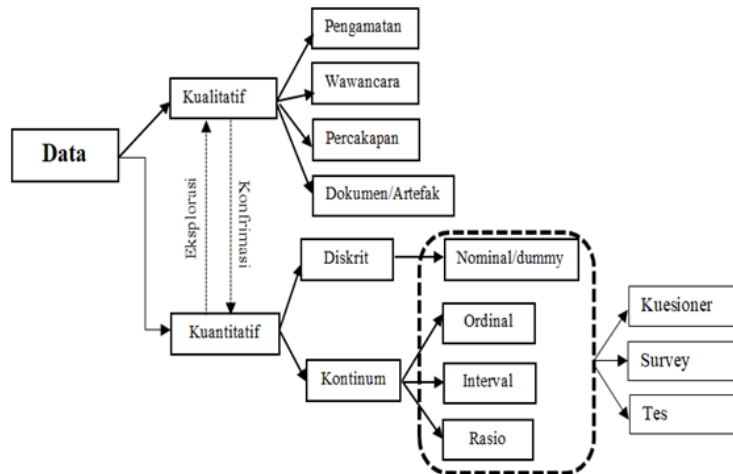 Pengamatan
Wawancara
Kualitatif
Percakapan
Data
Dokumen/Artefak
Eksplorasi
Konfrimasi
Diskrit
Nominal/dummy
Kuantitatif
Ordinal
Kontinum
Interval
Rasio
Kuesioner
Survey
Tes